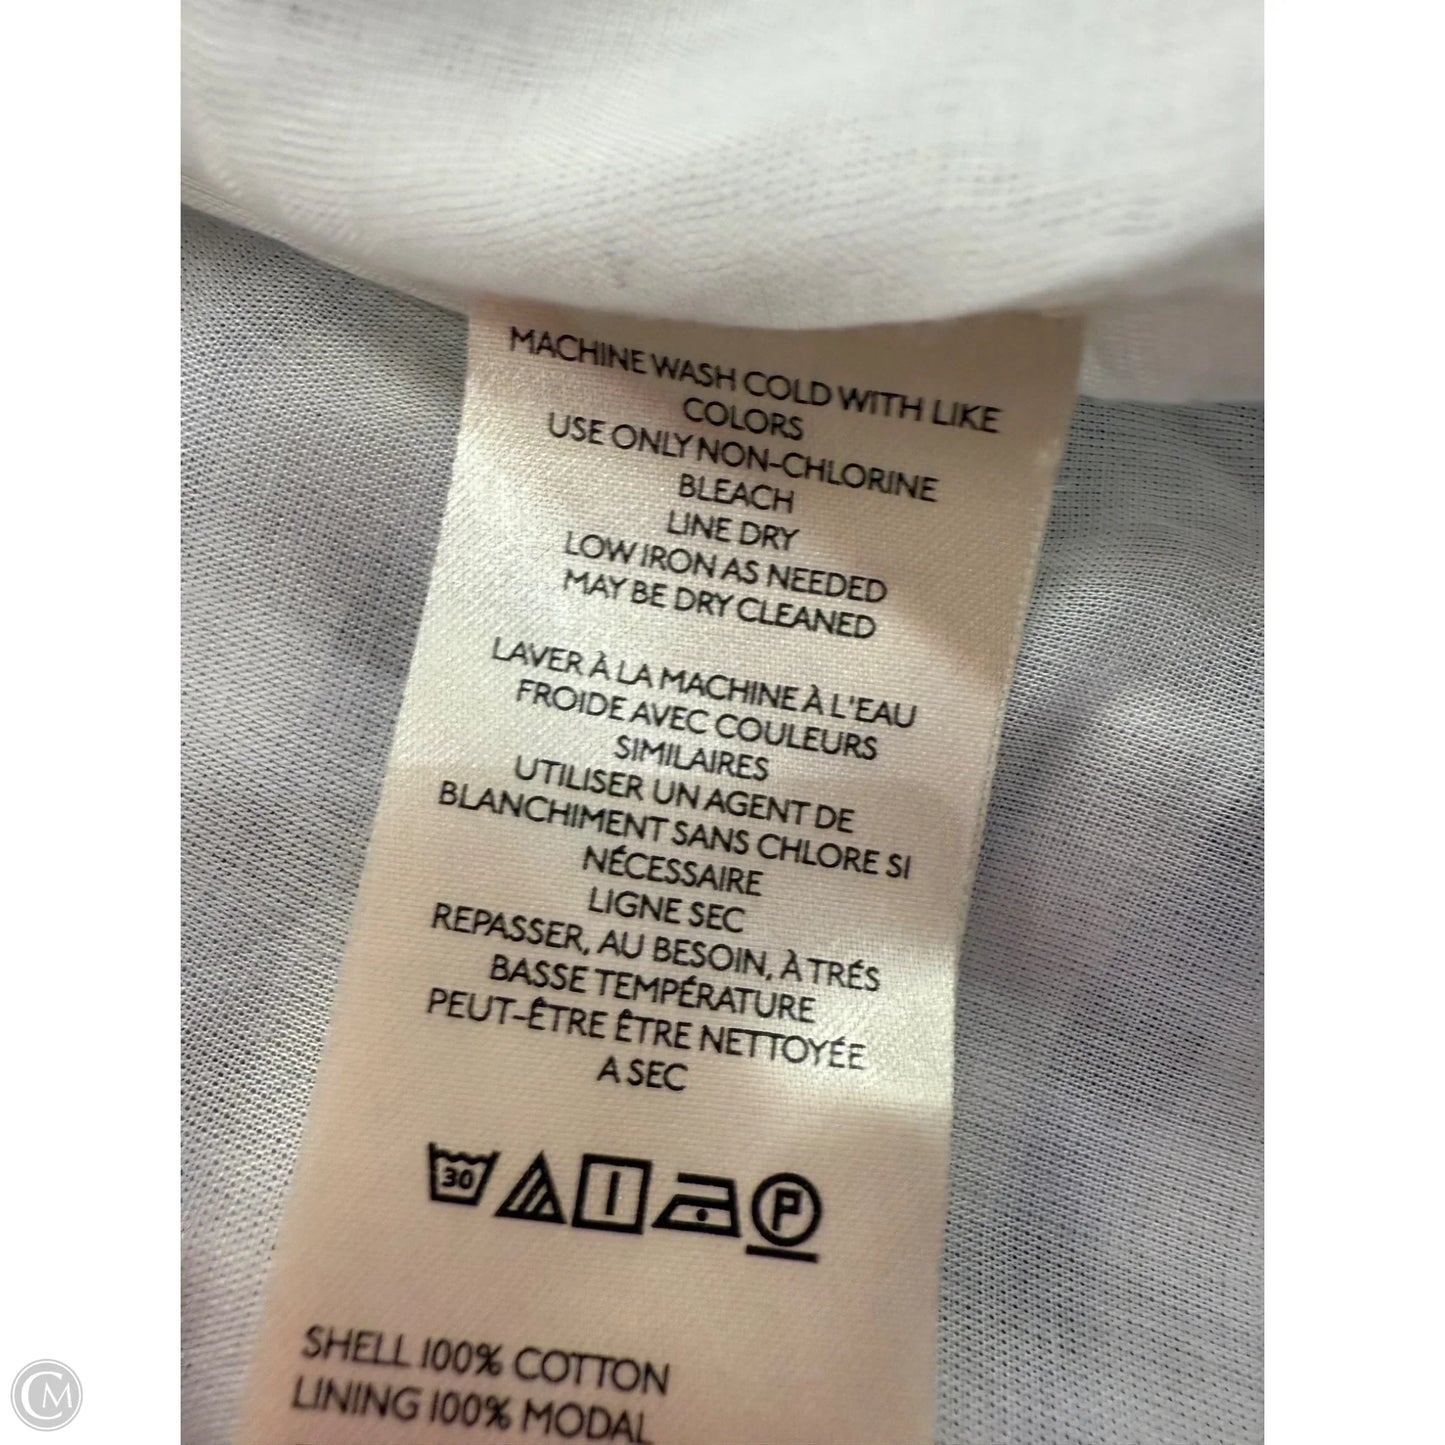 MACHINE WASH COLD WITH LIKE
COLORS
USE ONLY NON-CHLORINE
BLEACH
LINE DRY
LOW IRON AS NEEDED
MAY BE DRY CLEANED
LAVER À LA MACHINE À L'EAU
FROIDE AVEC COULEURS
SIMILAIRES
UTILISER UN AGENT DE
BLANCHIMENT SANS CHLORE SI
NÉCESSAIRE
LIGNE SEC
REPASSER, AU BESOIN, À TRÉS
BASSE TEMPÉRATURE
PEUT-ÊTRE ÊTRE NETTOYÉE
A SEC
30 P
SHELL 100% COTTON
LINING 100% MODAL
CM